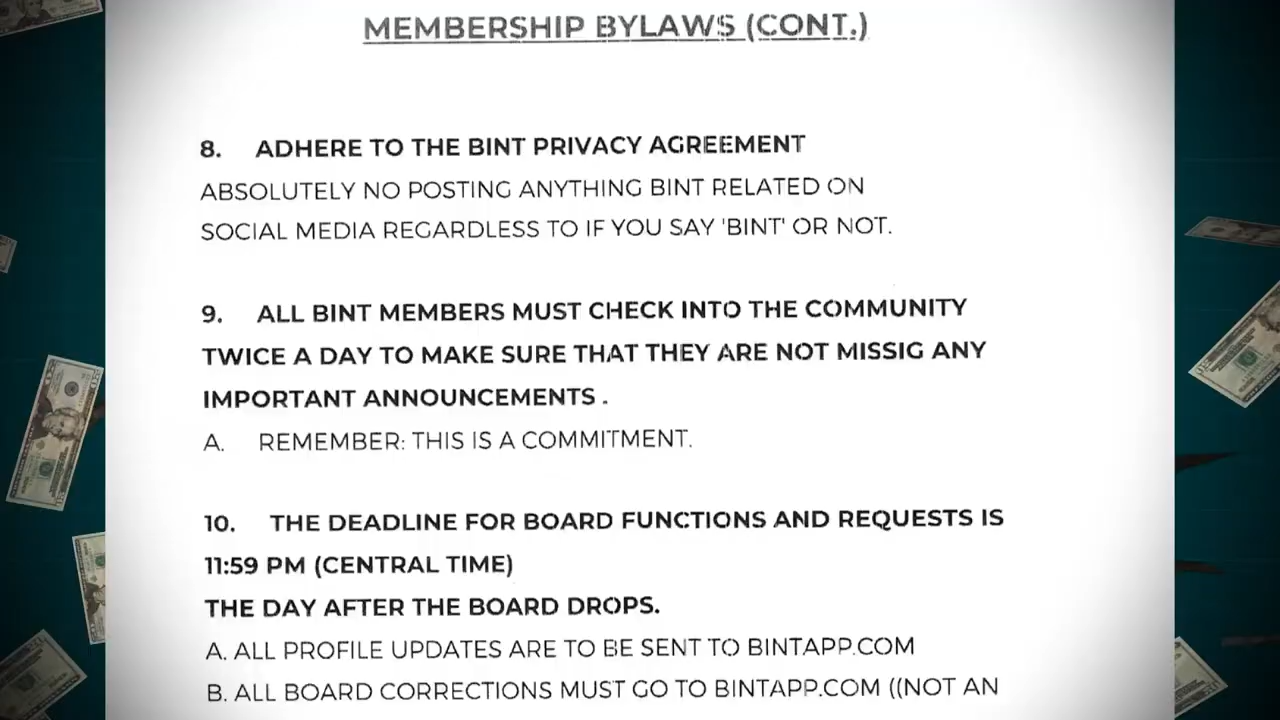 MEMBERSHIP BYLAWS (CONT.)
8. ADHERE TO THE BINT PRIVACY AGREEMENT
ABSOLUTELY NO POSTING ANYTHING BINT RELATED ON
SOCIAL MEDIA REGARDLESS TO IF YOU SAY 'BINT' OR NOT.
9. ALL BINT MEMBERS MUST CHECK INTO THE COMMUNITY
TWICE A DAY TO MAKE SURE THAT THEY ARE NOT MISSIG ANY
IMPORTANT ANNOUNCEMENTS .
A. REMEMBER: THIS IS A COMMITMENT.
10. THE DEADLINE FOR BOARD FUNCTIONS AND REQUESTS IS
11:59 PM (CENTRAL TIME)
THE DAY AFTER THE BOARD DROPS.
A. ALL PROFILE UPDATES ARE TO BE SENT TO BINTAPP.COM
B. ALL BOARD CORRECTIONS MUST GO TO BINTAPP.COM ((NOT AN